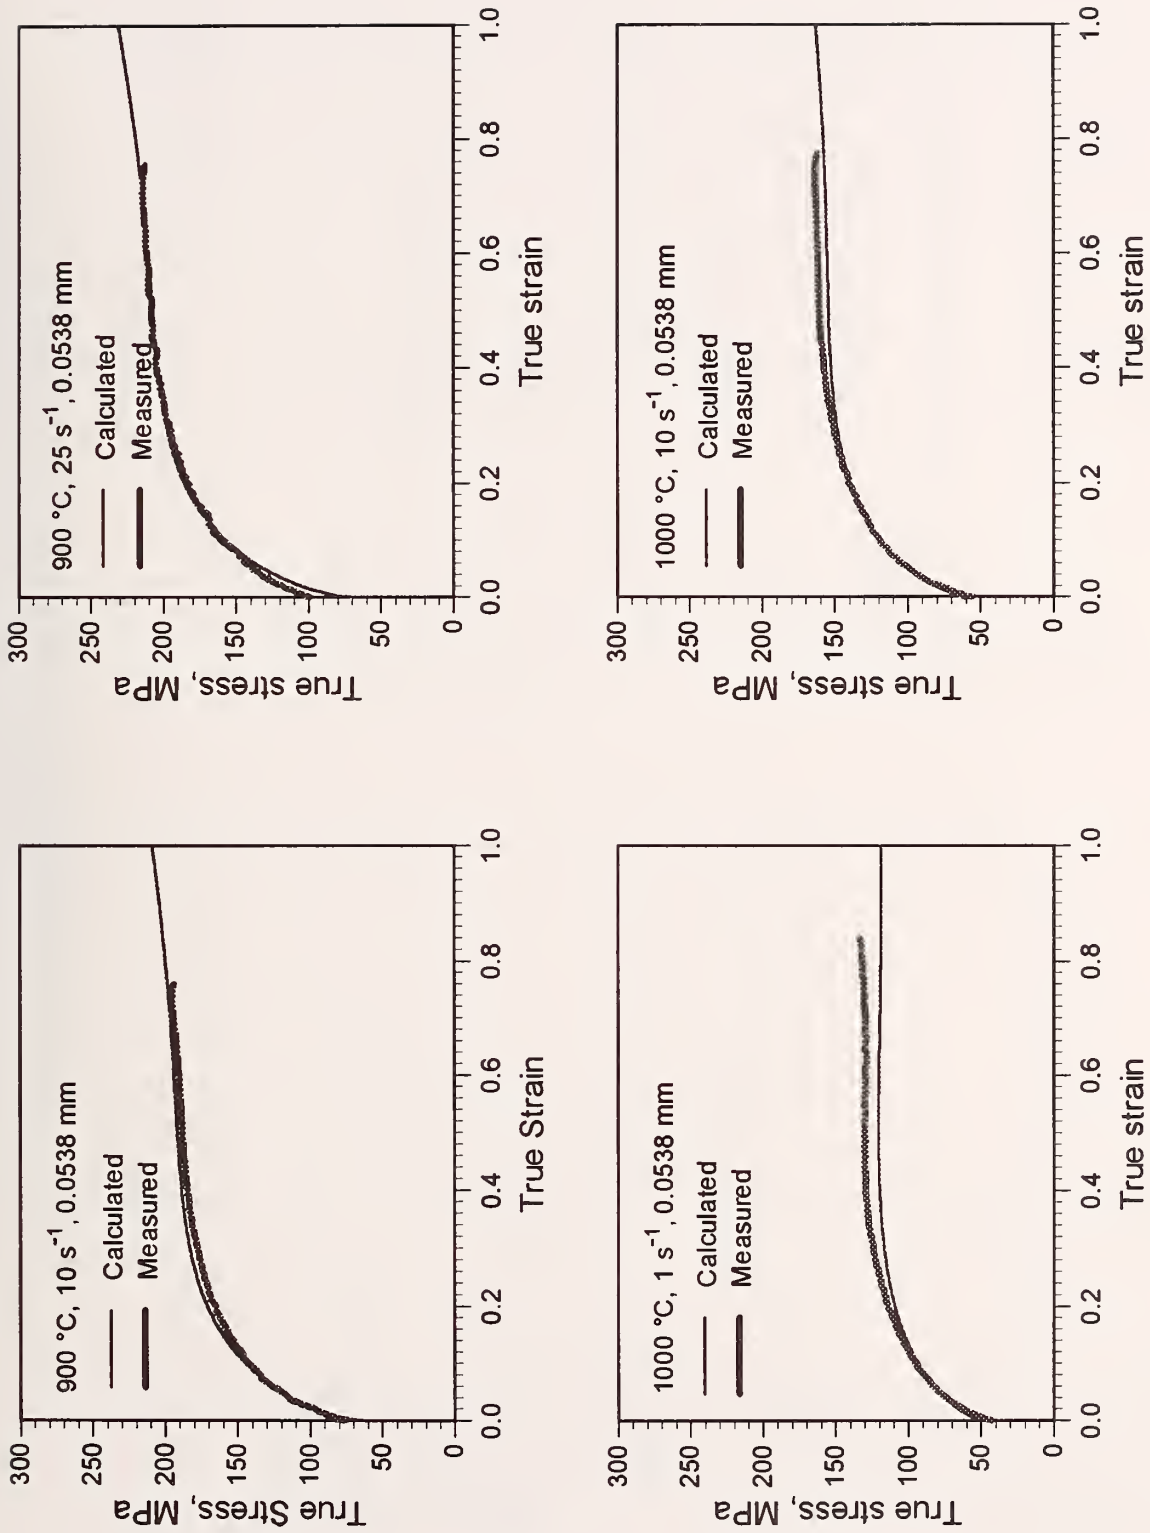 True Stress, MPa
300
250
200
150
100
50
0
900 °C, 10 s⁻¹, 0.0538 mm
Calculated
Measured
0.0 0.2 0.4 0.6 0.8 1.0
True Strain
True stress, MPa
300
250
200
150
100
50
0
900 °C, 25 s⁻¹, 0.0538 mm
Calculated
Measured
0.0 0.2 0.4 0.6 0.8 1.0
True strain
True stress, MPa
300
250
200
150
100
50
0
1000 °C, 1 s⁻¹, 0.0538 mm
Calculated
Measured
0.0 0.2 0.4 0.6 0.8 1.0
True strain
True stress, MPa
300
250
200
150
100
50
0
1000 °C, 10 s⁻¹, 0.0538 mm
Calculated
Measured
0.0 0.2 0.4 0.6 0.8 1.0
True strain